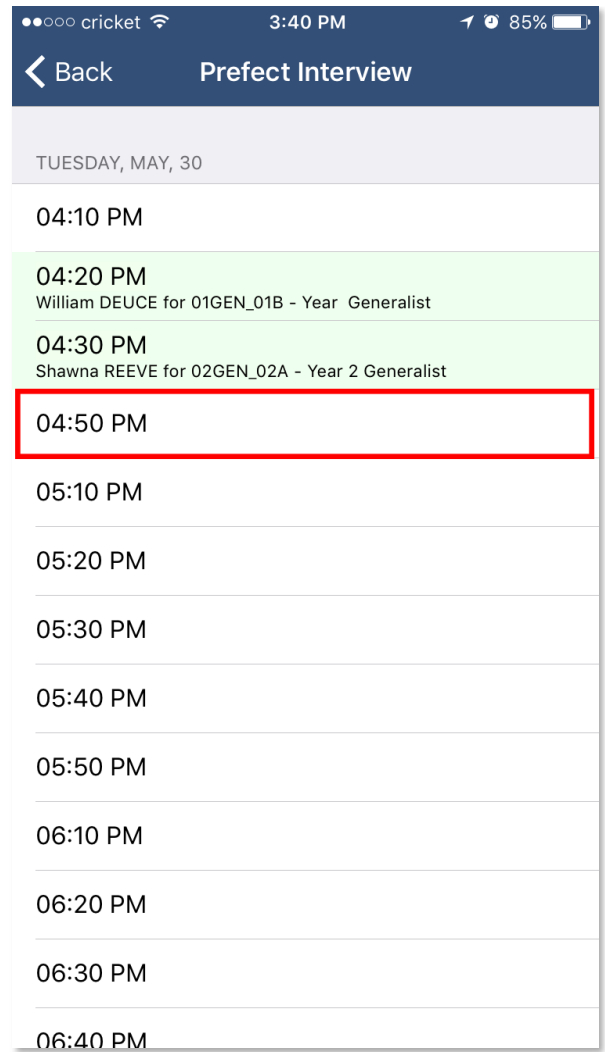 cricket 3:40 PM 85%
Back Prefect Interview
TUESDAY, MAY, 30
04:10 PM
04:20 PM
William DEUCE for 01GEN_01B - Year  Generalist
04:30 PM
Shawna REEVE for 02GEN_02A - Year 2 Generalist
04:50 PM
05:10 PM
05:20 PM
05:30 PM
05:40 PM
05:50 PM
06:10 PM
06:20 PM
06:30 PM
06:40 PM